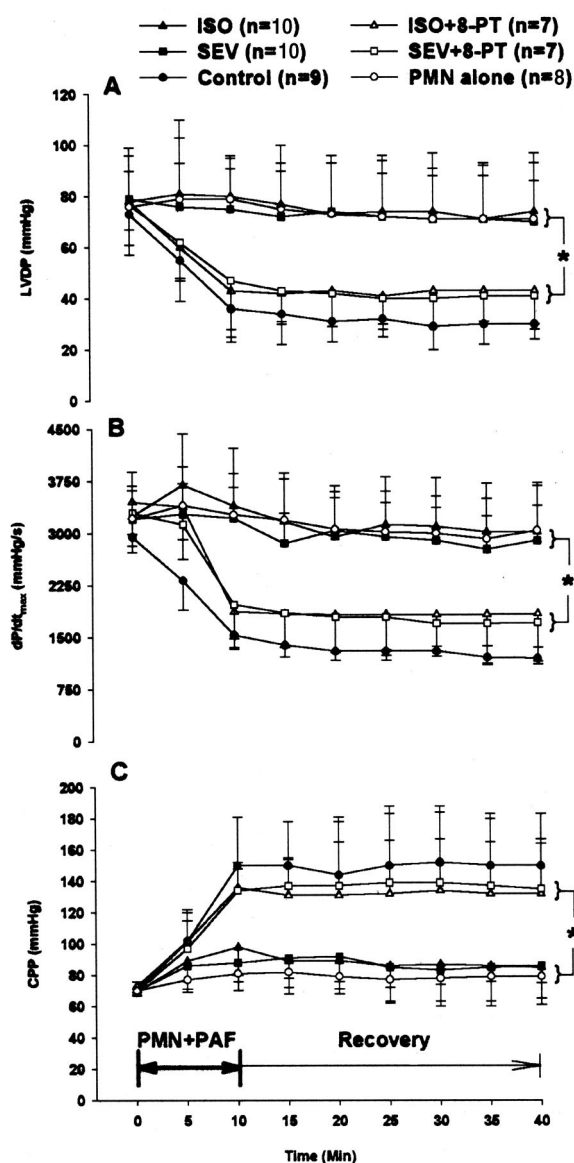 ISO (n=10) ISO+8-PT (n=7)
SEV (n=10) SEV+8-PT (n=7)
Control (n=9) PMN alone (n=8)
A
120
100
80
60
40
20
0
LVDP (mmHg)
*
B
4500
3750
3000
2250
1500
750
0
dP/dtmax (mmHg/s)
*
C
200
180
160
140
120
100
80
60
40
20
0
CPP (mmHg)
*
PMN+PAF Recovery
0 5 10 15 20 25 30 35 40
Time (Min)